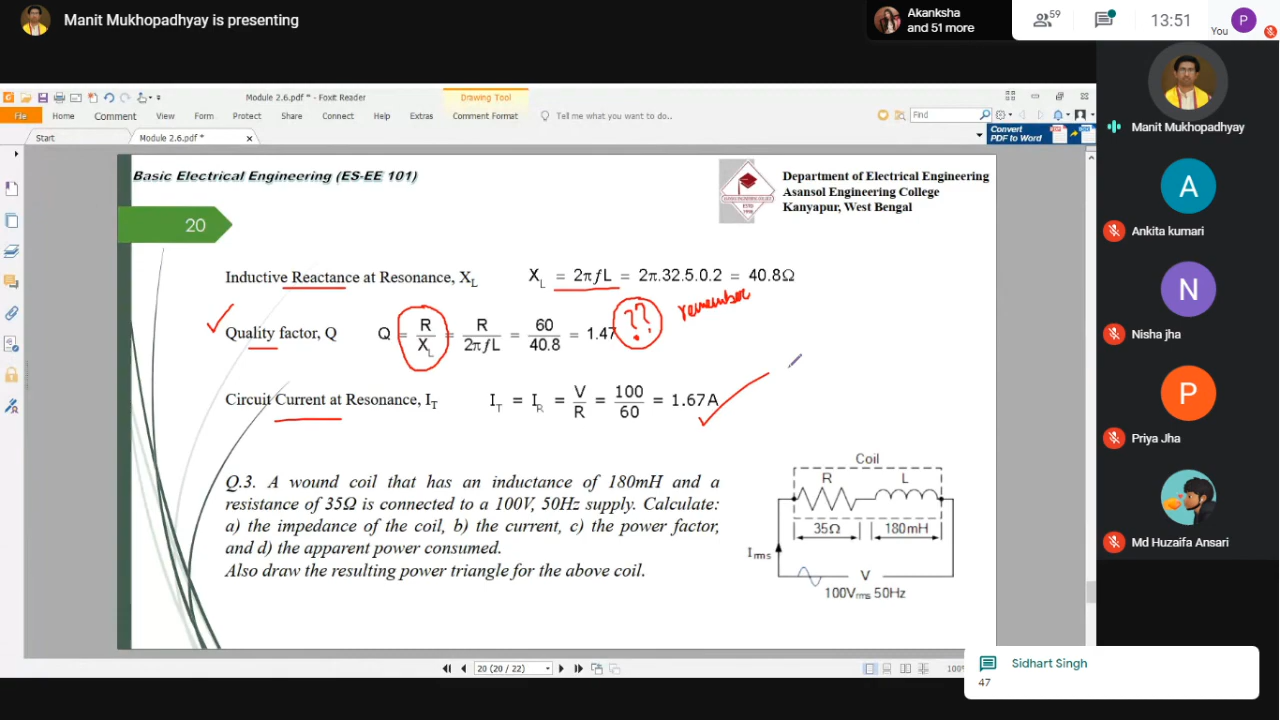 Manit Mukhopadhyay is presenting
Akanksha
and 51 more
59
13:51
You
P
Module 2.6.pdf * - Foxit Reader
Drawing Tool
File
Home
Comment
View
Form
Protect
Share
Connect
Help
Extras
Comment Format
Tell me what you want to do..
Find
Start
Module 2.6.pdf *
Convert
PDF to Word
Basic Electrical Engineering (ES-EE 101)
Department of Electrical Engineering
Asansol Engineering College
Kanyapur, West Bengal
20
Inductive Reactance at Resonance, XL XL = 2πƒL = 2π.32.5.0.2 = 40.8Ω
remember
Quality factor, Q Q = R/XL = R/2πƒL = 60/40.8 = 1.47 ??
Circuit Current at Resonance, IT IT = IR = V/R = 100/60 = 1.67A
Q.3. A wound coil that has an inductance of 180mH and a
resistance of 35Ω is connected to a 100V, 50Hz supply. Calculate:
a) the impedance of the coil, b) the current, c) the power factor,
and d) the apparent power consumed.
Also draw the resulting power triangle for the above coil.
Coil
R L
35Ω 180mH
Irms
V
100Vrms 50Hz
20 (20 / 22)
Manit Mukhopadhyay
A
Ankita kumari
N
Nisha jha
P
Priya Jha
Md Huzaifa Ansari
Sidhart Singh
47